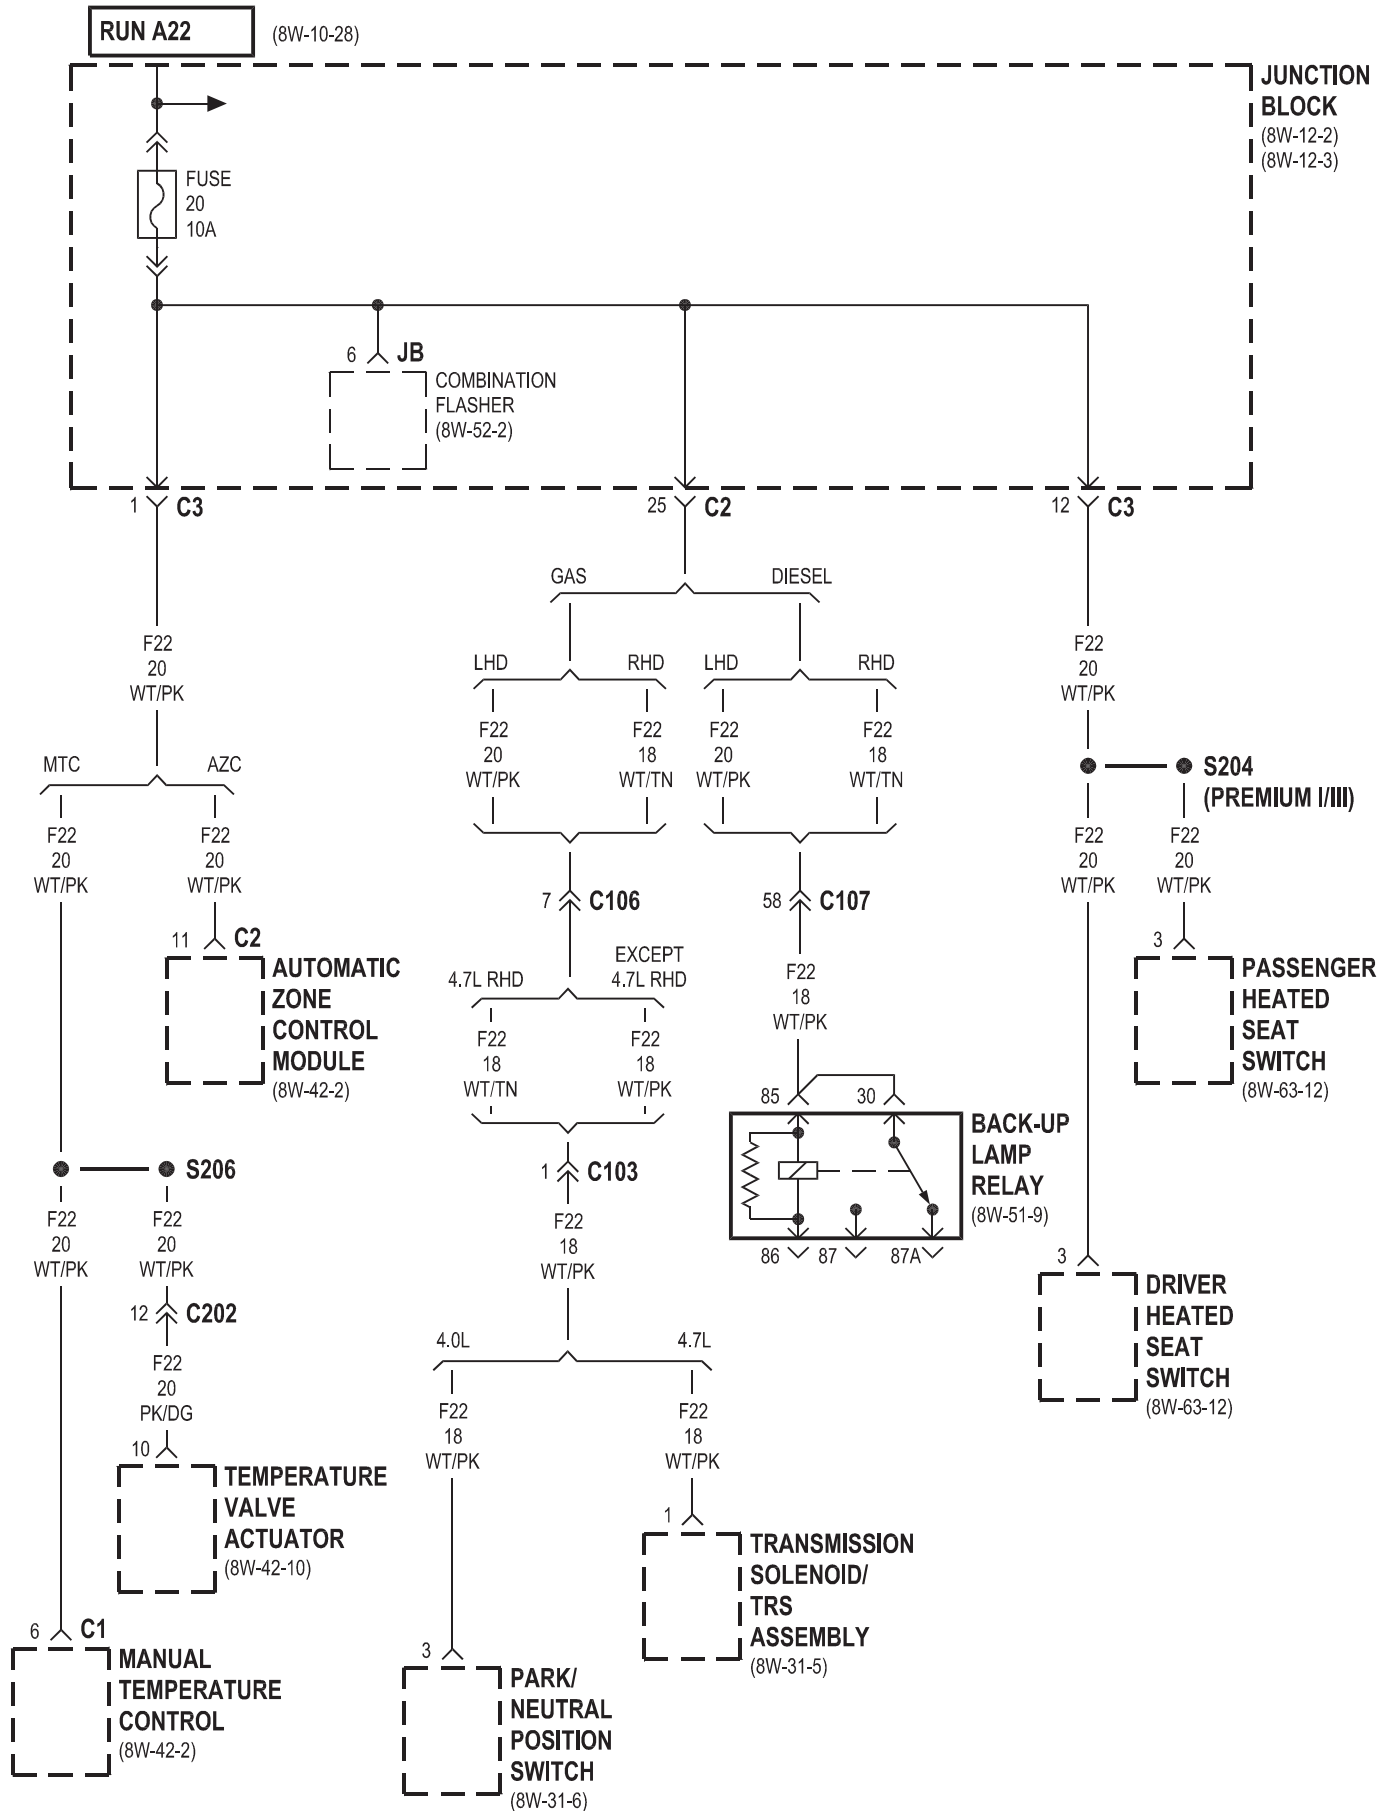 RUN A22
(8W-10-28)
JUNCTION
BLOCK
(8W-12-2)
(8W-12-3)
FUSE
20
10A
6
JB
COMBINATION
FLASHER
(8W-52-2)
1
C3
25
C2
12
C3
GAS
DIESEL
F22
20
WT/PK
LHD
RHD
LHD
RHD
F22
20
WT/PK
F22
20
WT/PK
F22
18
WT/TN
F22
20
WT/PK
F22
18
WT/TN
MTC
AZC
S204
(PREMIUM I/III)
F22
20
WT/PK
F22
20
WT/PK
F22
20
WT/PK
F22
20
WT/PK
7
C106
58
C107
11
C2
AUTOMATIC
ZONE
CONTROL
MODULE
(8W-42-2)
4.7L RHD
EXCEPT
4.7L RHD
F22
18
WT/PK
3
PASSENGER
HEATED
SEAT
SWITCH
(8W-63-12)
F22
18
WT/TN
F22
18
WT/PK
85
30
BACK-UP
LAMP
RELAY
(8W-51-9)
86
87
87A
S206
1
C103
F22
20
WT/PK
F22
20
WT/PK
F22
18
WT/PK
3
DRIVER
HEATED
SEAT
SWITCH
(8W-63-12)
12
C202
F22
20
PK/DG
4.0L
4.7L
F22
18
WT/PK
F22
18
WT/PK
10
TEMPERATURE
VALVE
ACTUATOR
(8W-42-10)
1
TRANSMISSION
SOLENOID/
TRS
ASSEMBLY
(8W-31-5)
6
C1
MANUAL
TEMPERATURE
CONTROL
(8W-42-2)
3
PARK/
NEUTRAL
POSITION
SWITCH
(8W-31-6)